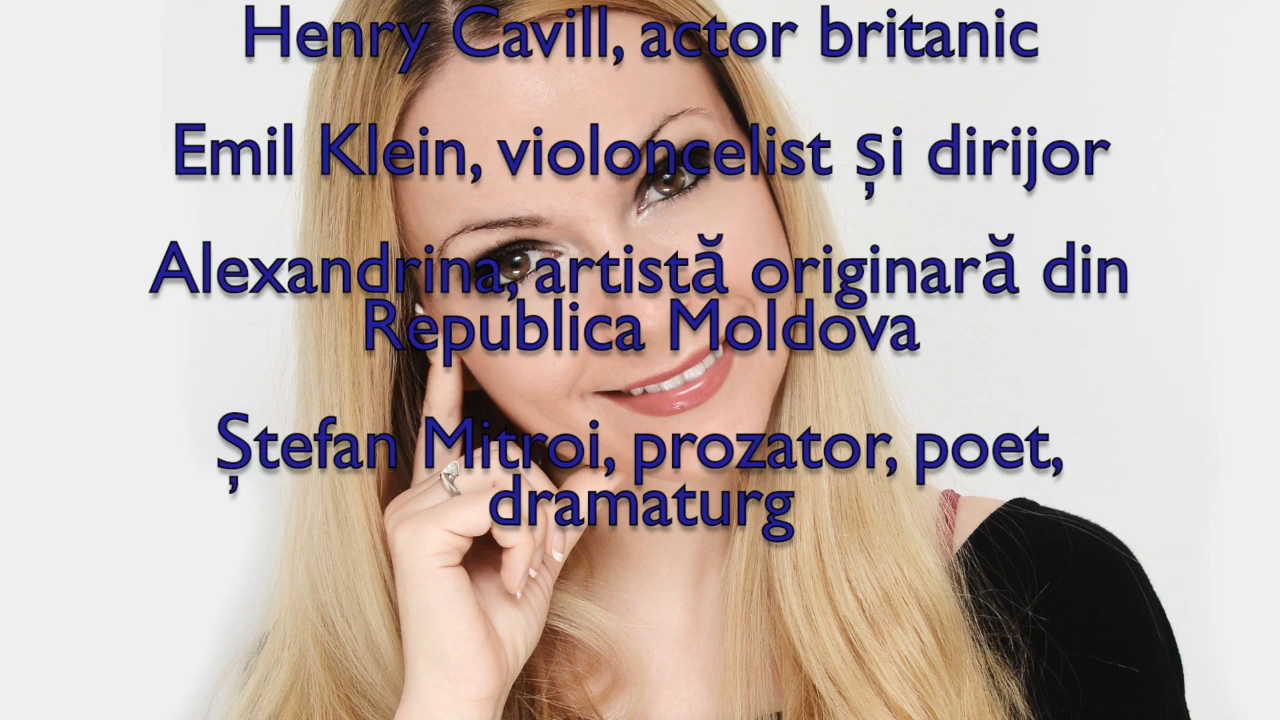 Henry Cavill, actor britanic
Emil Klein, violoncelist și dirijor
Alexandrina, artistă originară din
Republica Moldova
Ștefan Mitroi, prozator, poet,
dramaturg